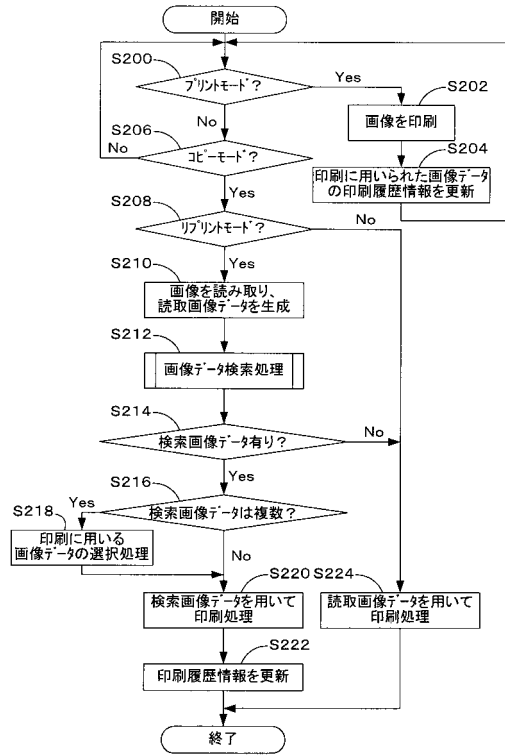 開始
S200
プリントモード?
Yes
S202
画像を印刷
No
S206
S204
コピーモード?
No
印刷に用いられた画像データ
の印刷履歴情報を更新
Yes
S208
リプリントモード?
No
Yes
S210
画像を読み取り、
読取画像データを生成
S212
画像データ検索処理
S214
検索画像データ有り?
No
Yes
S216
検索画像データは複数?
Yes
S218
印刷に用いる
画像データの選択処理
No
S220
S224
検索画像データを用いて
印刷処理
読取画像データを用いて
印刷処理
S222
印刷履歴情報を更新
終了